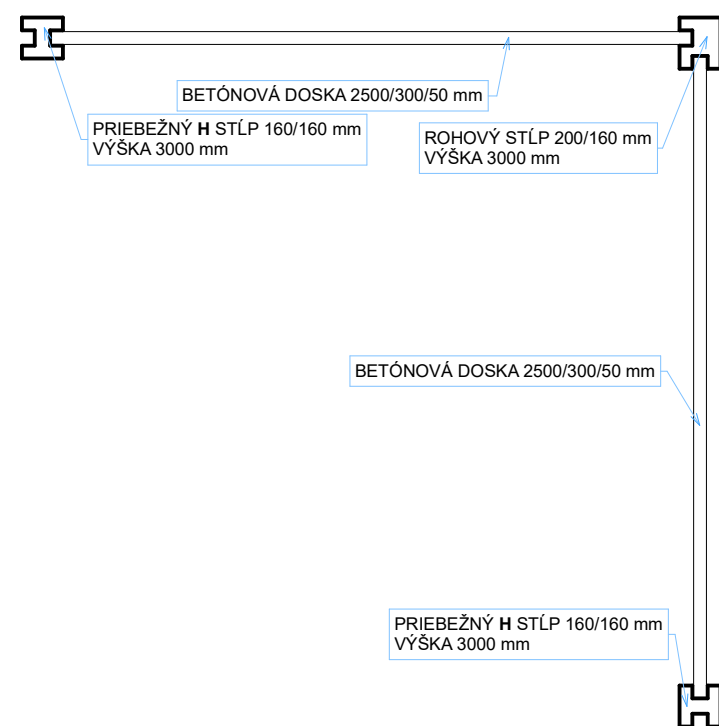 BETÓNOVÁ DOSKA 2500/300/50 mm
PRIEBEŽNÝ H STĹP 160/160 mm
VÝŠKA 3000 mm
ROHOVÝ STĹP 200/160 mm
VÝŠKA 3000 mm
BETÓNOVÁ DOSKA 2500/300/50 mm
PRIEBEŽNÝ H STĹP 160/160 mm
VÝŠKA 3000 mm